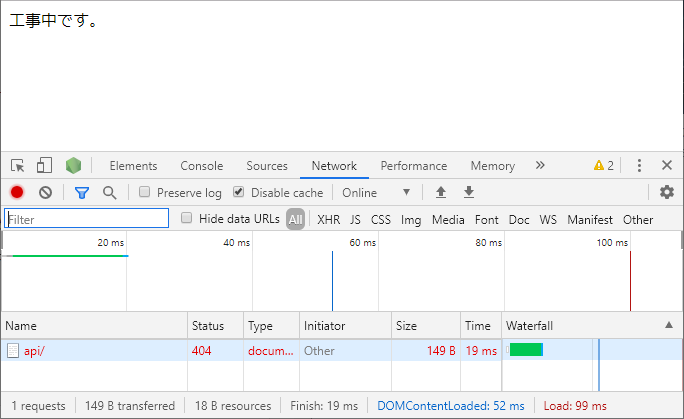 工事中です。
Elements Console Sources Network Performance Memory » 2
Preserve log Disable cache Online
Filter Hide data URLs All XHR JS CSS Img Media Font Doc WS Manifest Other
20 ms 40 ms 60 ms 80 ms 100 ms
Name Status Type Initiator Size Time Waterfall
api/ 404 docum... Other 149 B 19 ms
1 requests 149 B transferred 18 B resources Finish: 19 ms DOMContentLoaded: 52 ms Load: 99 ms